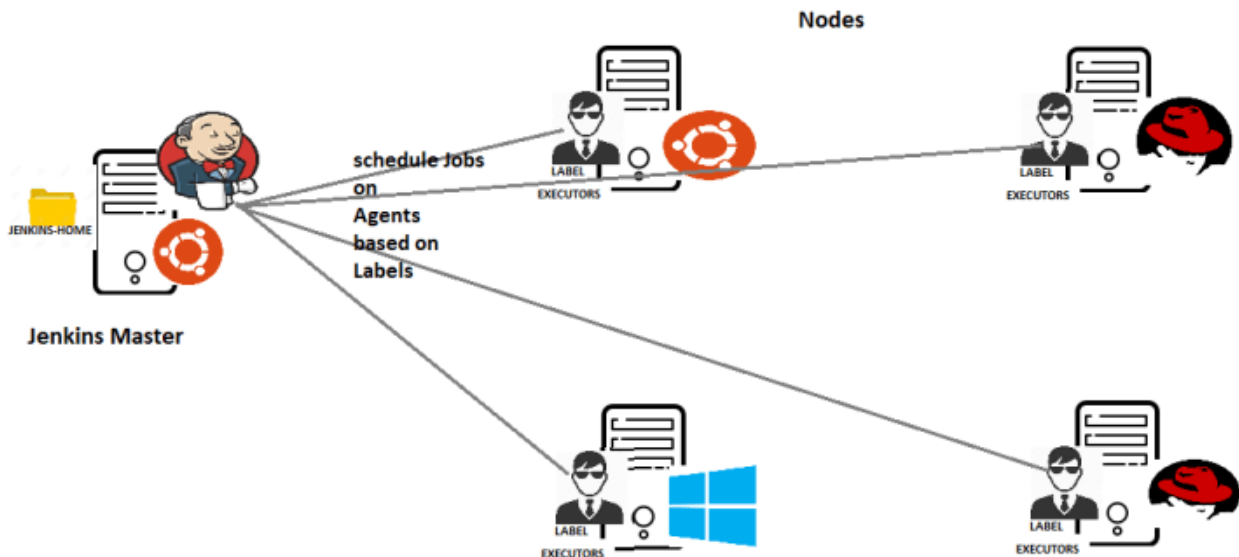 Nodes
schedule Jobs
on
Agents
based on
Labels
LABEL
EXECUTORS
LABEL
EXECUTORS
JENKINS-HOME
Jenkins Master
LABEL
EXECUTORS
LABEL
EXECUTORS